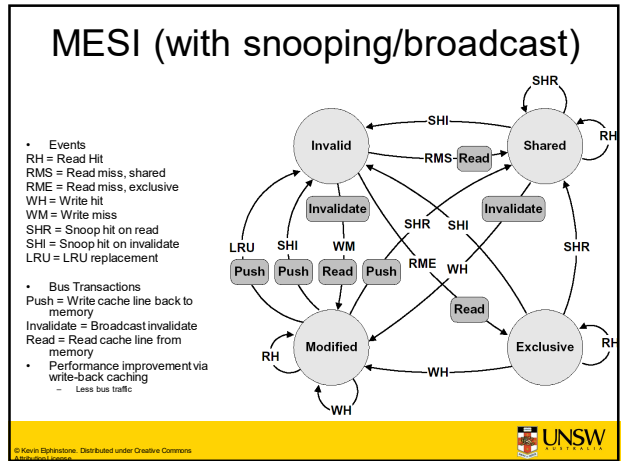 MESI (with snooping/broadcast)
• Events
RH = Read Hit
RMS = Read miss, shared
RME = Read miss, exclusive
WH = Write hit
WM = Write miss
SHR = Snoop hit on read
SHI = Snoop hit on invalidate
LRU = LRU replacement
• Bus Transactions
Push = Write cache line back to
memory
Invalidate = Broadcast invalidate
Read = Read cache line from
memory
• Performance improvement via
write-back caching
– Less bus traffic
SHR
SHI
Invalid
Shared
RH
RMS
Read
Invalidate
Invalidate
SHR
SHI
LRU
SHI
WM
SHR
RME
WH
Push
Push
Read
Push
Read
Modified
Exclusive
RH
RH
WH
WH
© Kevin Elphinstone. Distributed under Creative Commons
Attribution License
UNSW
AUSTRALIA